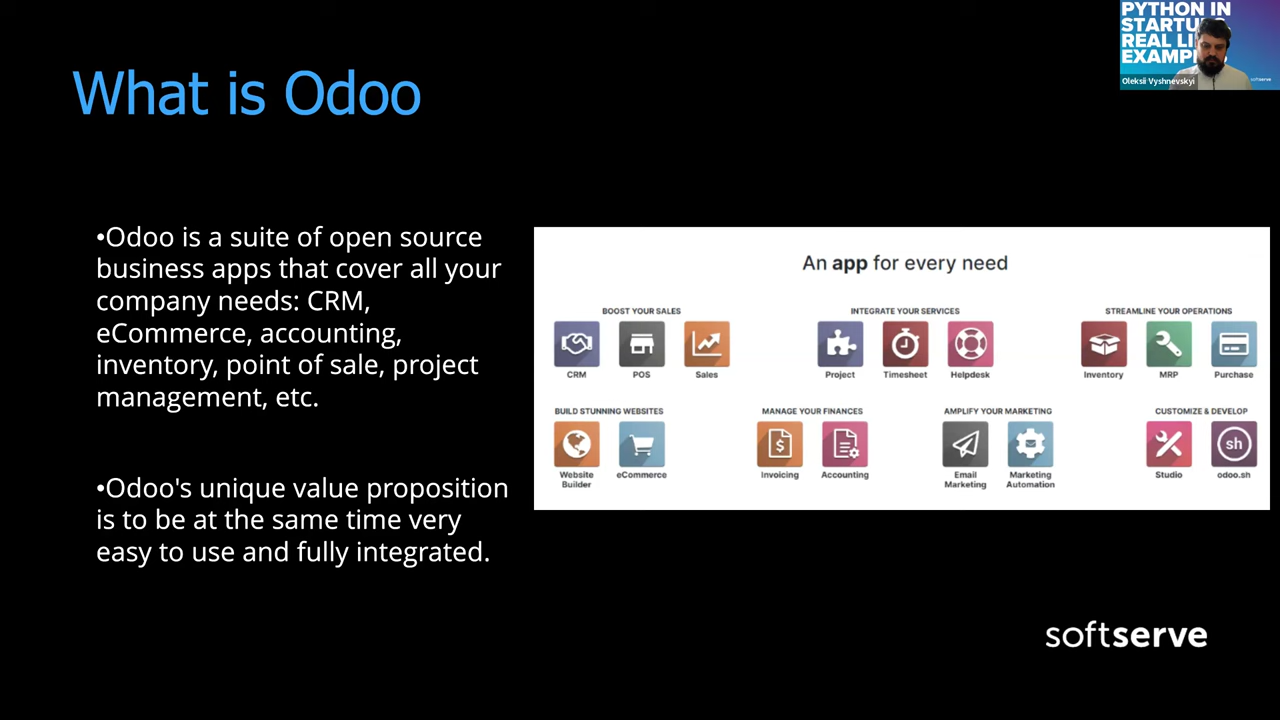 PYTHON IN
STARTU
REAL LI
EXAMP
Oleksii Vyshnevskyi
softserve
What is Odoo
•Odoo is a suite of open source
business apps that cover all your
company needs: CRM,
eCommerce, accounting,
inventory, point of sale, project
management, etc.
•Odoo's unique value proposition
is to be at the same time very
easy to use and fully integrated.
An app for every need
BOOST YOUR SALES
CRM
POS
Sales
INTEGRATE YOUR SERVICES
Project
Timesheet
Helpdesk
STREAMLINE YOUR OPERATIONS
Inventory
MRP
Purchase
BUILD STUNNING WEBSITES
Website
Builder
eCommerce
MANAGE YOUR FINANCES
$
Invoicing
Accounting
AMPLIFY YOUR MARKETING
Email
Marketing
Marketing
Automation
CUSTOMIZE & DEVELOP
Studio
sh
odoo.sh
softserve